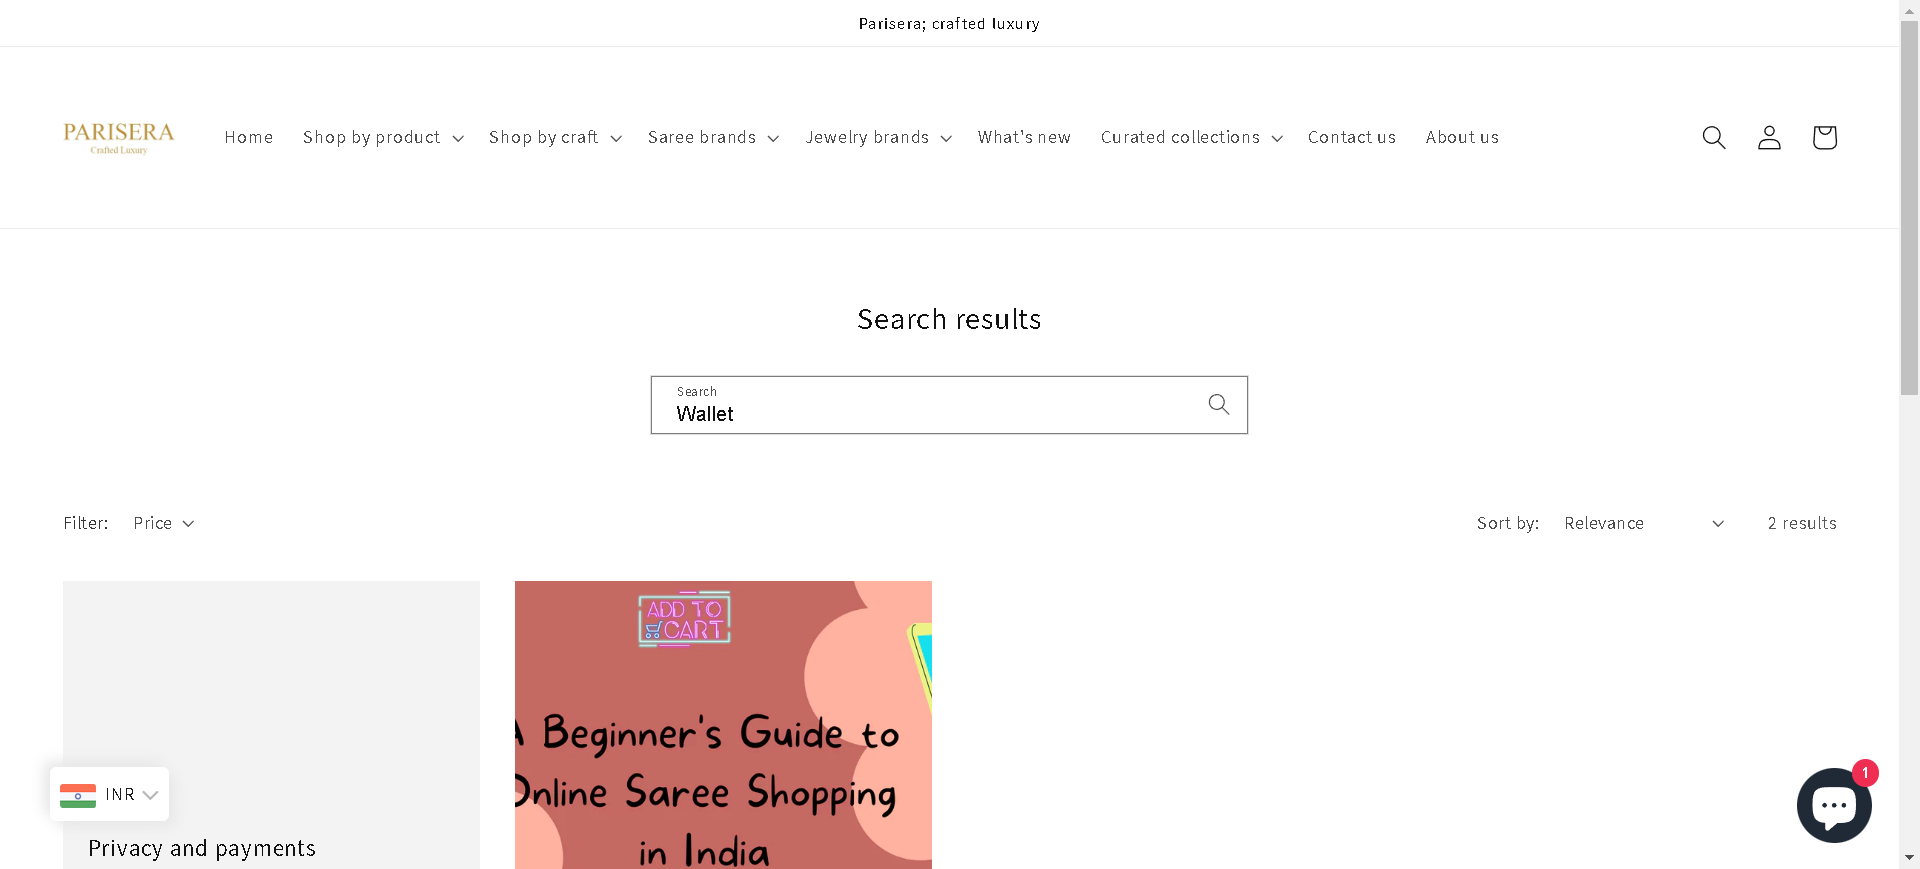 Parisera; crafted luxury
PARISERA
Crafted Luxury
Home
Shop by product
Shop by craft
Saree brands
Jewelry brands
What's new
Curated collections
Contact us
About us
Search results
Search
Wallet
Filter:
Price
Sort by:
Relevance
2 results
ADD TO
CART
A Beginner's Guide to
Online Saree Shopping
in India
INR
Privacy and payments
1